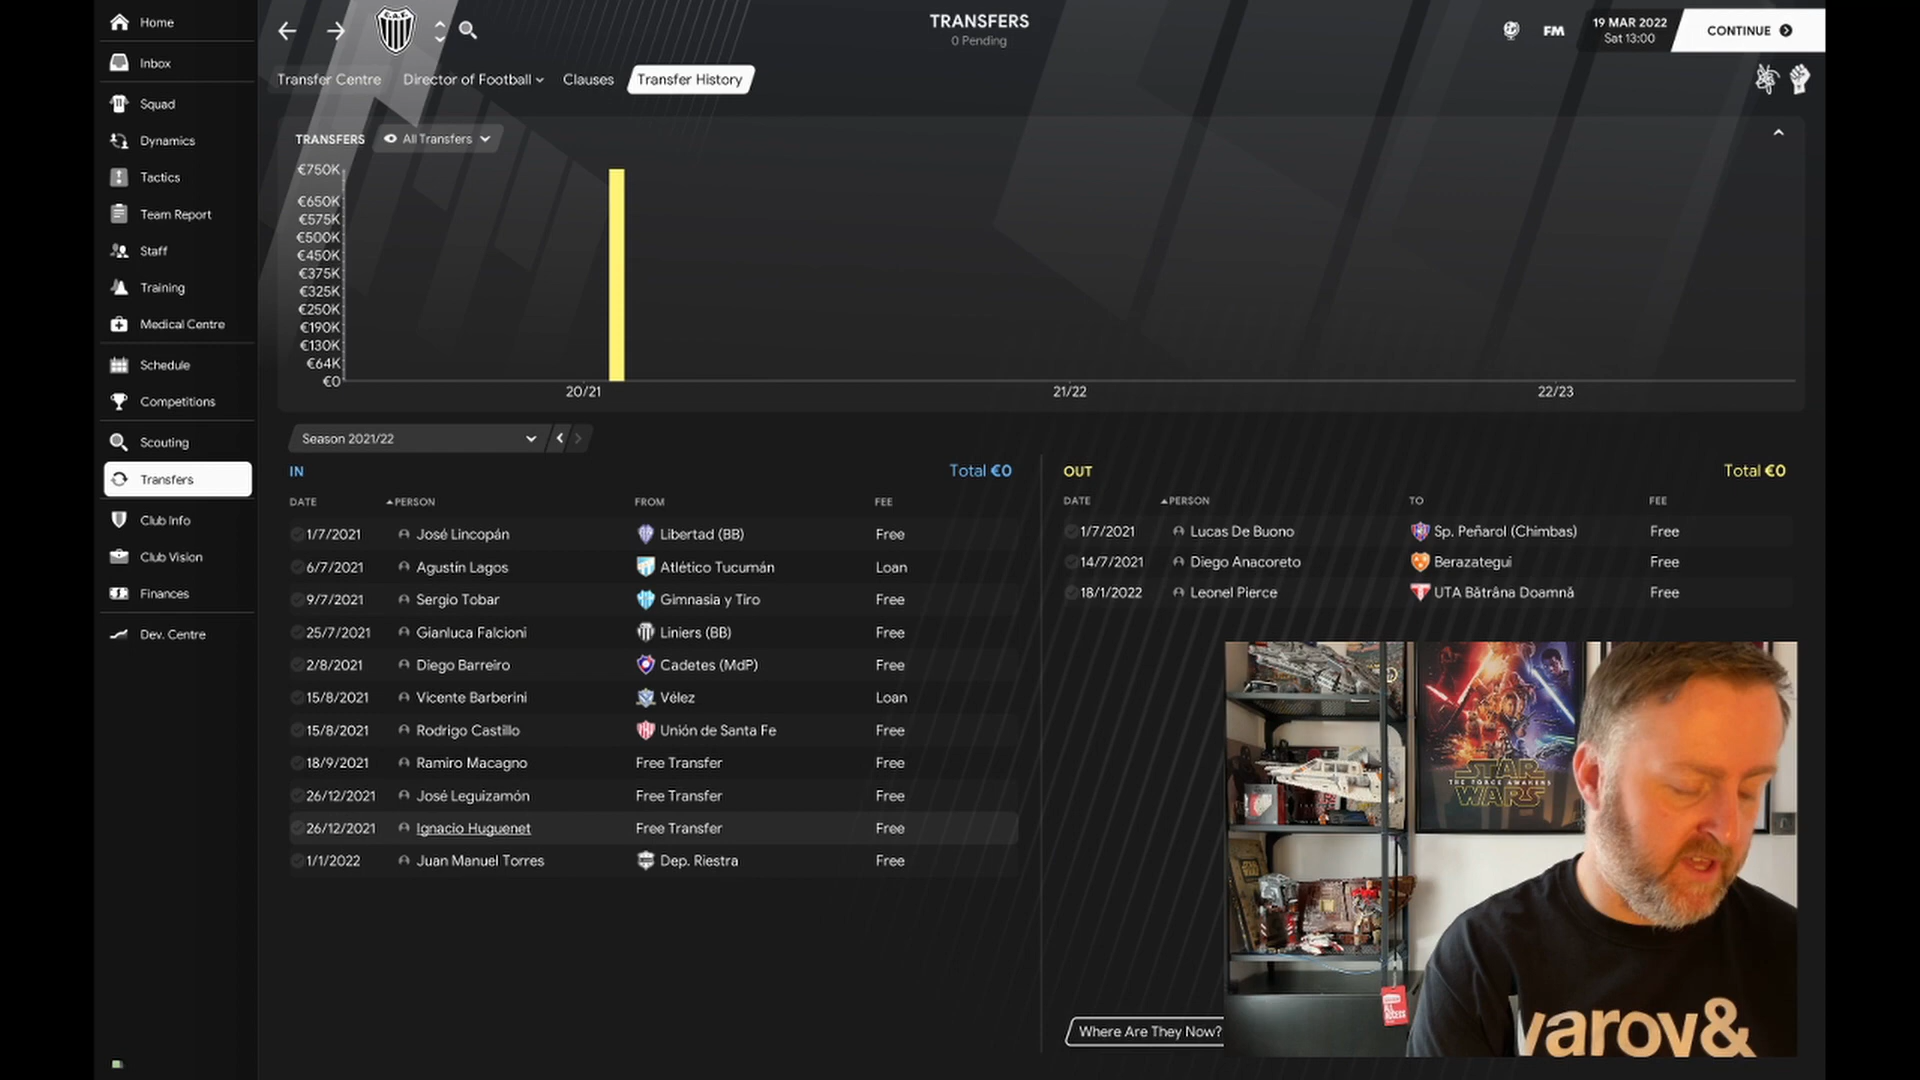 Home
Inbox
Squad
Dynamics
Tactics
Team Report
Staff
Training
Medical Centre
Schedule
Competitions
Scouting
Transfers
Club Info
Club Vision
Finances
Dev. Centre
TRANSFERS
0 Pending
FM
19 MAR 2022
Sat 13:00
CONTINUE
Transfer Centre
Director of Football
Clauses
Transfer History
TRANSFERS
All Transfers
€750K
€650K
€575K
€500K
€450K
€375K
€325K
€250K
€190K
€130K
€64K
€0
20/21
21/22
22/23
Season 2021/22
IN
Total €0
DATE PERSON FROM FEE
1/7/2021 José Lincopán Libertad (BB) Free
6/7/2021 Agustín Lagos Atlético Tucumán Loan
9/7/2021 Sergio Tobar Gimnasia y Tiro Free
25/7/2021 Gianluca Falcioni Liniers (BB) Free
2/8/2021 Diego Barreiro Cadetes (MdP) Free
15/8/2021 Vicente Barberini Vélez Loan
15/8/2021 Rodrigo Castillo Unión de Santa Fe Free
18/9/2021 Ramiro Macagno Free Transfer Free
26/12/2021 José Leguizamón Free Transfer Free
26/12/2021 Ignacio Huguenet Free Transfer Free
1/1/2022 Juan Manuel Torres Dep. Riestra Free
OUT
Total €0
DATE PERSON TO FEE
1/7/2021 Lucas De Buono Sp. Peñarol (Chimbas) Free
14/7/2021 Diego Anacoreto Berazategui Free
18/1/2022 Leonel Pierce UTA Bătrâna Doamnă Free
Where Are They Now?
STAR
THE FORCE AWAKENS
WARS
varov&